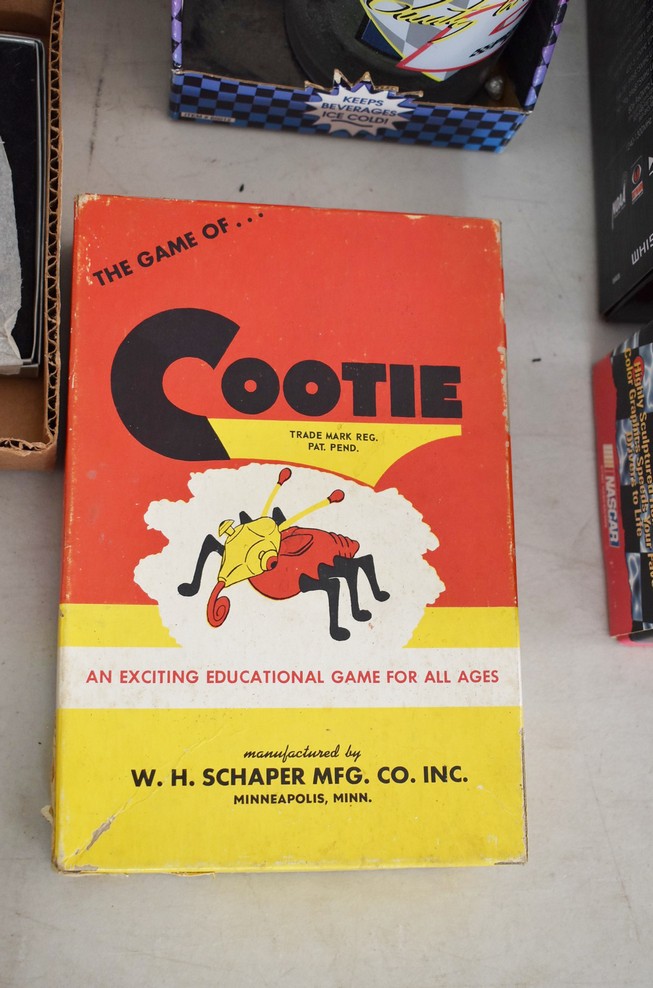 KEEPS
BEVERAGES
ICE COLD!
THE GAME OF...
COOTIE
TRADE MARK REG.
PAT. PEND.
AN EXCITING EDUCATIONAL GAME FOR ALL AGES
manufactured by
W. H. SCHAPER MFG. CO. INC.
MINNEAPOLIS, MINN.
NASCAR